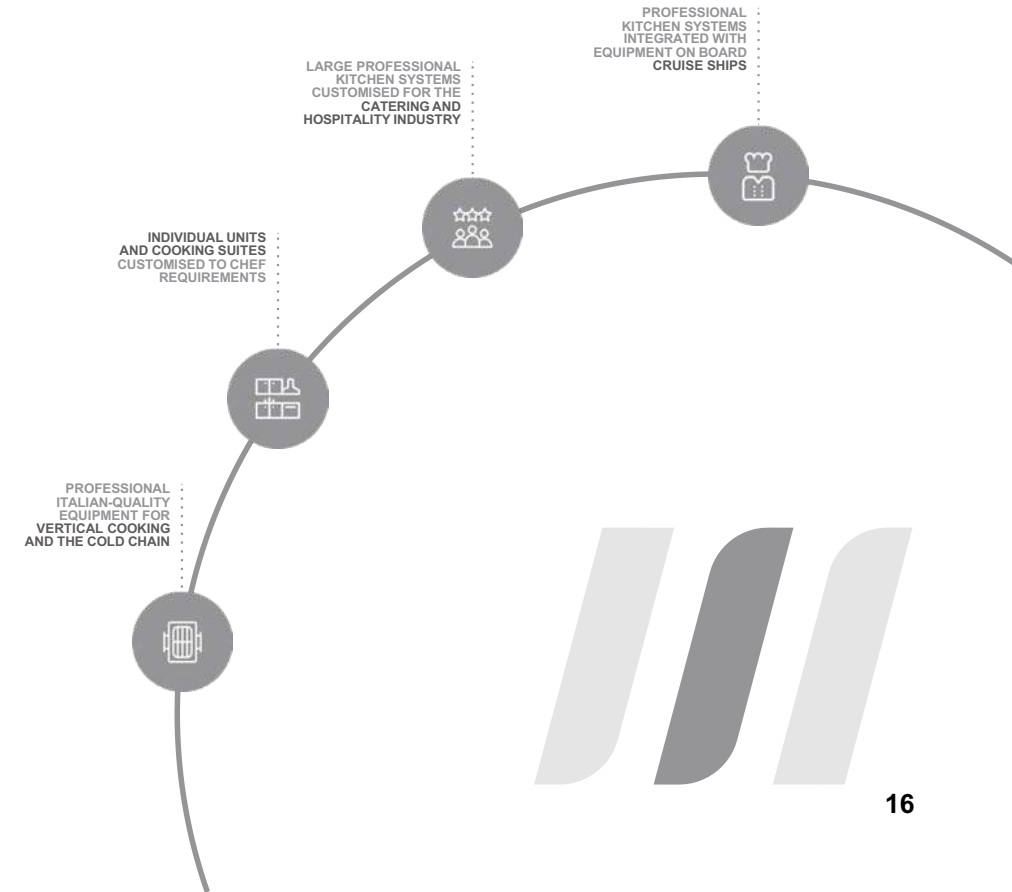 PROFESSIONAL
KITCHEN SYSTEMS
INTEGRATED WITH
EQUIPMENT ON BOARD
CRUISE SHIPS
LARGE PROFESSIONAL
KITCHEN SYSTEMS
CUSTOMISED FOR THE
CATERING AND
HOSPITALITY INDUSTRY
INDIVIDUAL UNITS
AND COOKING SUITES
CUSTOMISED TO CHEF
REQUIREMENTS
PROFESSIONAL
ITALIAN-QUALITY
EQUIPMENT FOR
VERTICAL COOKING
AND THE COLD CHAIN
16